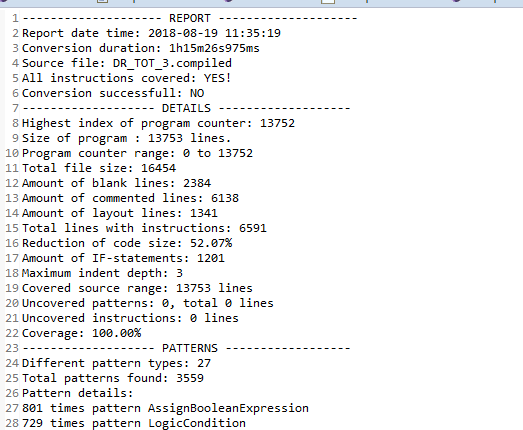 1 -------------------- REPORT --------------------
2 Report date time: 2018-08-19 11:35:19
3 Conversion duration: 1h15m26s975ms
4 Source file: DR_TOT_3.compiled
5 All instructions covered: YES!
6 Conversion successfull: NO
7 ------------------- DETAILS -------------------
8 Highest index of program counter: 13752
9 Size of program : 13753 lines.
10 Program counter range: 0 to 13752
11 Total file size: 16454
12 Amount of blank lines: 2384
13 Amount of commented lines: 6138
14 Amount of layout lines: 1341
15 Total lines with instructions: 6591
16 Reduction of code size: 52.07%
17 Amount of IF-statements: 1201
18 Maximum indent depth: 3
19 Covered source range: 13753 lines
20 Uncovered patterns: 0, total 0 lines
21 Uncovered instructions: 0 lines
22 Coverage: 100.00%
23 ------------------- PATTERNS ------------------
24 Different pattern types: 27
25 Total patterns found: 3559
26 Pattern details:
27 801 times pattern AssignBooleanExpression
28 729 times pattern LogicCondition